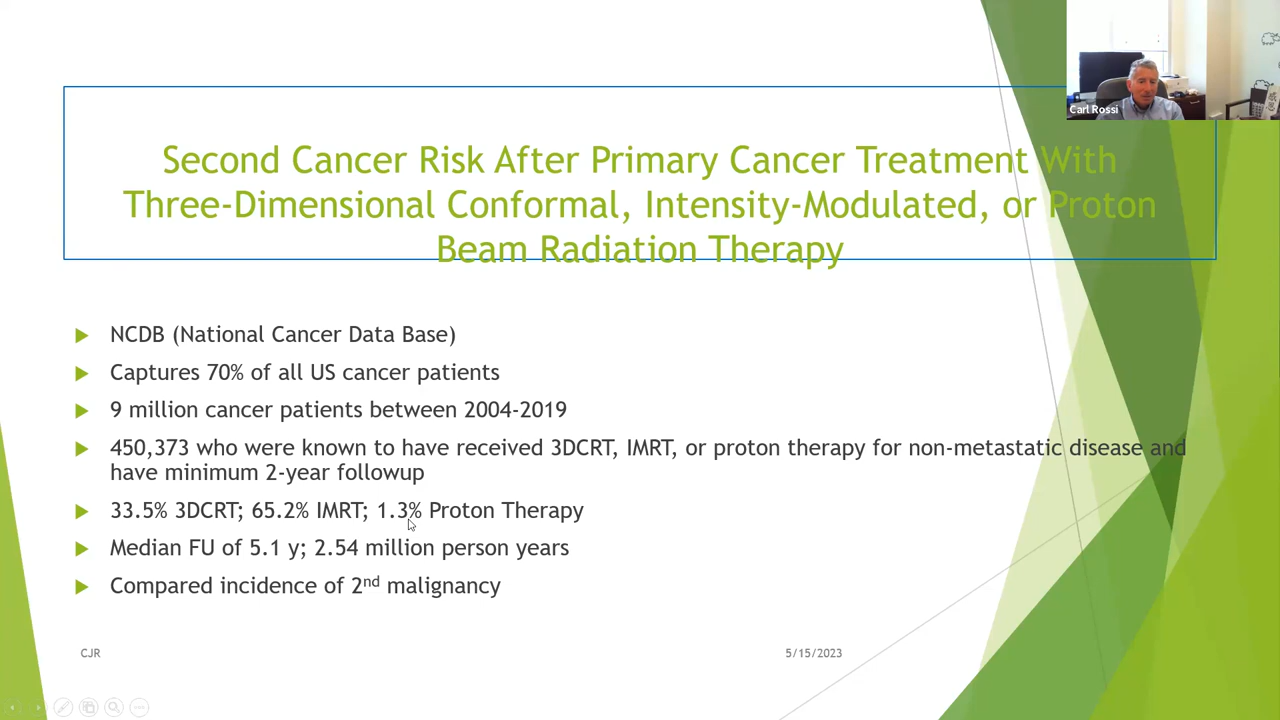 Carl Rossi
Second Cancer Risk After Primary Cancer Treatment With
Three-Dimensional Conformal, Intensity-Modulated, or Proton
Beam Radiation Therapy
NCDB (National Cancer Data Base)
Captures 70% of all US cancer patients
9 million cancer patients between 2004-2019
450,373 who were known to have received 3DCRT, IMRT, or proton therapy for non-metastatic disease and
have minimum 2-year followup
33.5% 3DCRT; 65.2% IMRT; 1.3% Proton Therapy
Median FU of 5.1 y; 2.54 million person years
Compared incidence of 2nd malignancy
CJR
5/15/2023